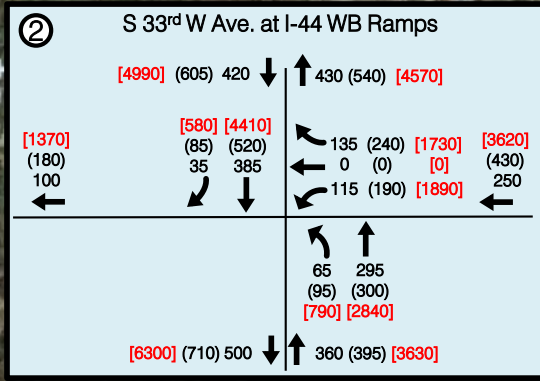 2
S 33rd W Ave. at I-44 WB Ramps
[4990] (605) 420
430 (540) [4570]
[1370]
(180)
100
[580] [4410]
(85) (520)
35 385
135 (240) [1730]
0 (0) [0]
115 (190) [1890]
[3620]
(430)
250
65 295
(95) (300)
[790] [2840]
[6300] (710) 500
360 (395) [3630]